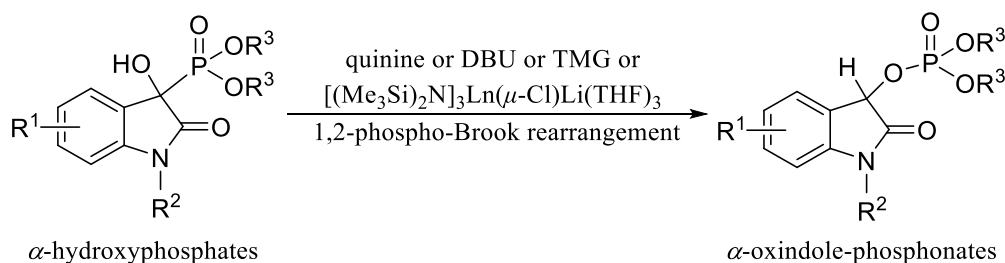 O
HO
P
OR³
OR³
R¹
O
N
R²
α-hydroxyphosphates
quinine or DBU or TMG or
[(Me₃Si)₂N]₃Ln(μ-Cl)Li(THF)₃
1,2-phospho-Brook rearrangement
O
H
O
P
OR³
OR³
R¹
O
N
R²
α-oxindole-phosphonates